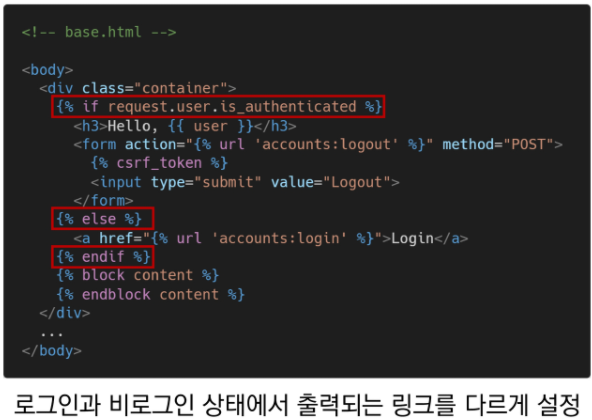 <!-- base.html -->
<body>
<div class="container">
{% if request.user.is_authenticated %}
<h3>Hello, {{ user }}</h3>
<form action="{% url 'accounts:logout' %}" method="POST">
{% csrf_token %}
<input type="submit" value="Logout">
</form>
{% else %}
<a href="{% url 'accounts:login' %}">Login</a>
{% endif %}
{% block content %}
{% endblock content %}
</div>
...
</body>
로그인과 비로그인 상태에서 출력되는 링크를 다르게 설정